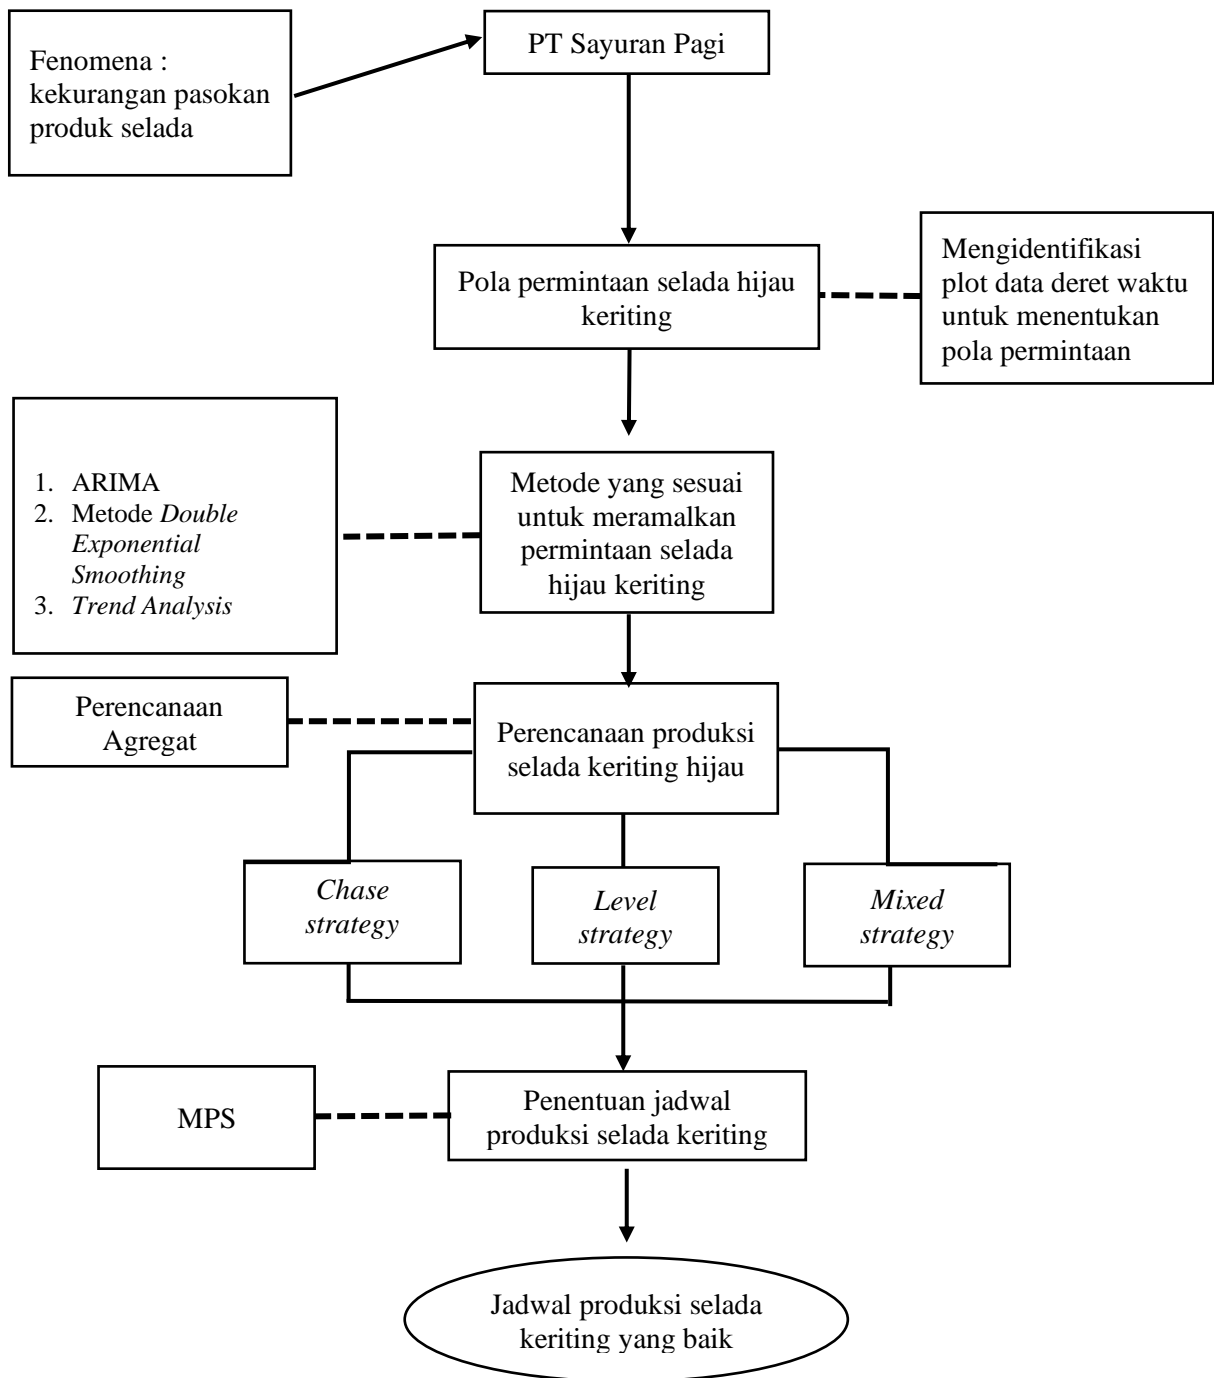 Fenomena :
kekurangan pasokan
produk selada
PT Sayuran Pagi
Pola permintaan selada hijau
keriting
Mengidentifikasi
plot data deret waktu
untuk menentukan
pola permintaan
1. ARIMA
2. Metode Double
Exponential
Smoothing
3. Trend Analysis
Metode yang sesuai
untuk meramalkan
permintaan selada
hijau keriting
Perencanaan
Agregat
Perencanaan produksi
selada keriting hijau
Chase
strategy
Level
strategy
Mixed
strategy
MPS
Penentuan jadwal
produksi selada keriting
Jadwal produksi selada
keriting yang baik